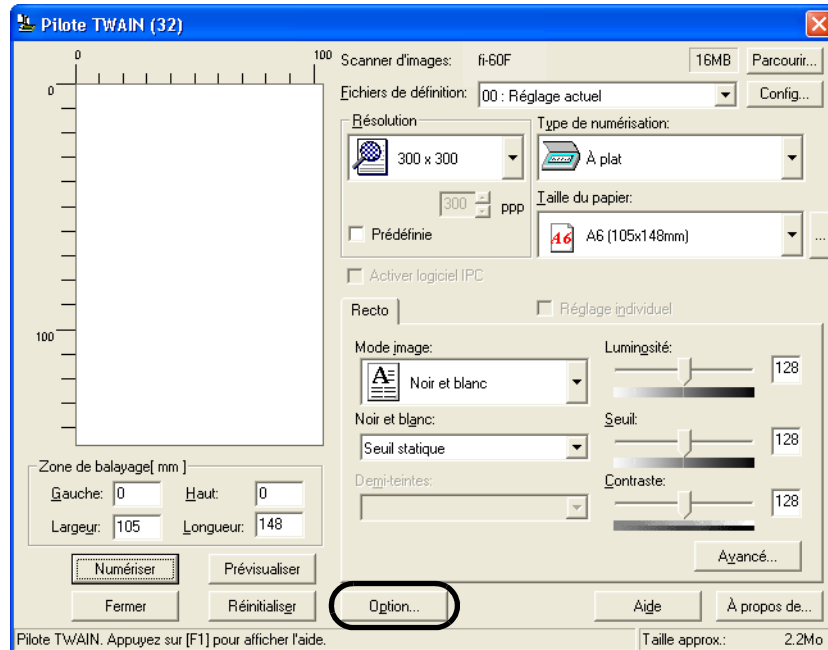 Pilote TWAIN (32)
0 100
0
100
Scanner d'images: fi-60F 16MB Parcourir...
Fichiers de définition: 00 : Réglage actuel Config...
Résolution
300 x 300
300 ppp
Prédéfinie
Type de numérisation:
À plat
Taille du papier:
A6 A6 (105x148mm) ...
Activer logiciel IPC
Recto
Réglage individuel
Mode image:
A Noir et blanc
Noir et blanc:
Seuil statique
Demi-teintes:
Luminosité:
128
Seuil:
128
Contraste:
128
Avancé...
Zone de balayage[ mm ]
Gauche: 0 Haut: 0
Largeur: 105 Longueur: 148
Numériser Prévisualiser
Fermer Réinitialiser Option... Aide À propos de...
Pilote TWAIN. Appuyez sur [F1] pour afficher l'aide. Taille approx.: 2.2Mo